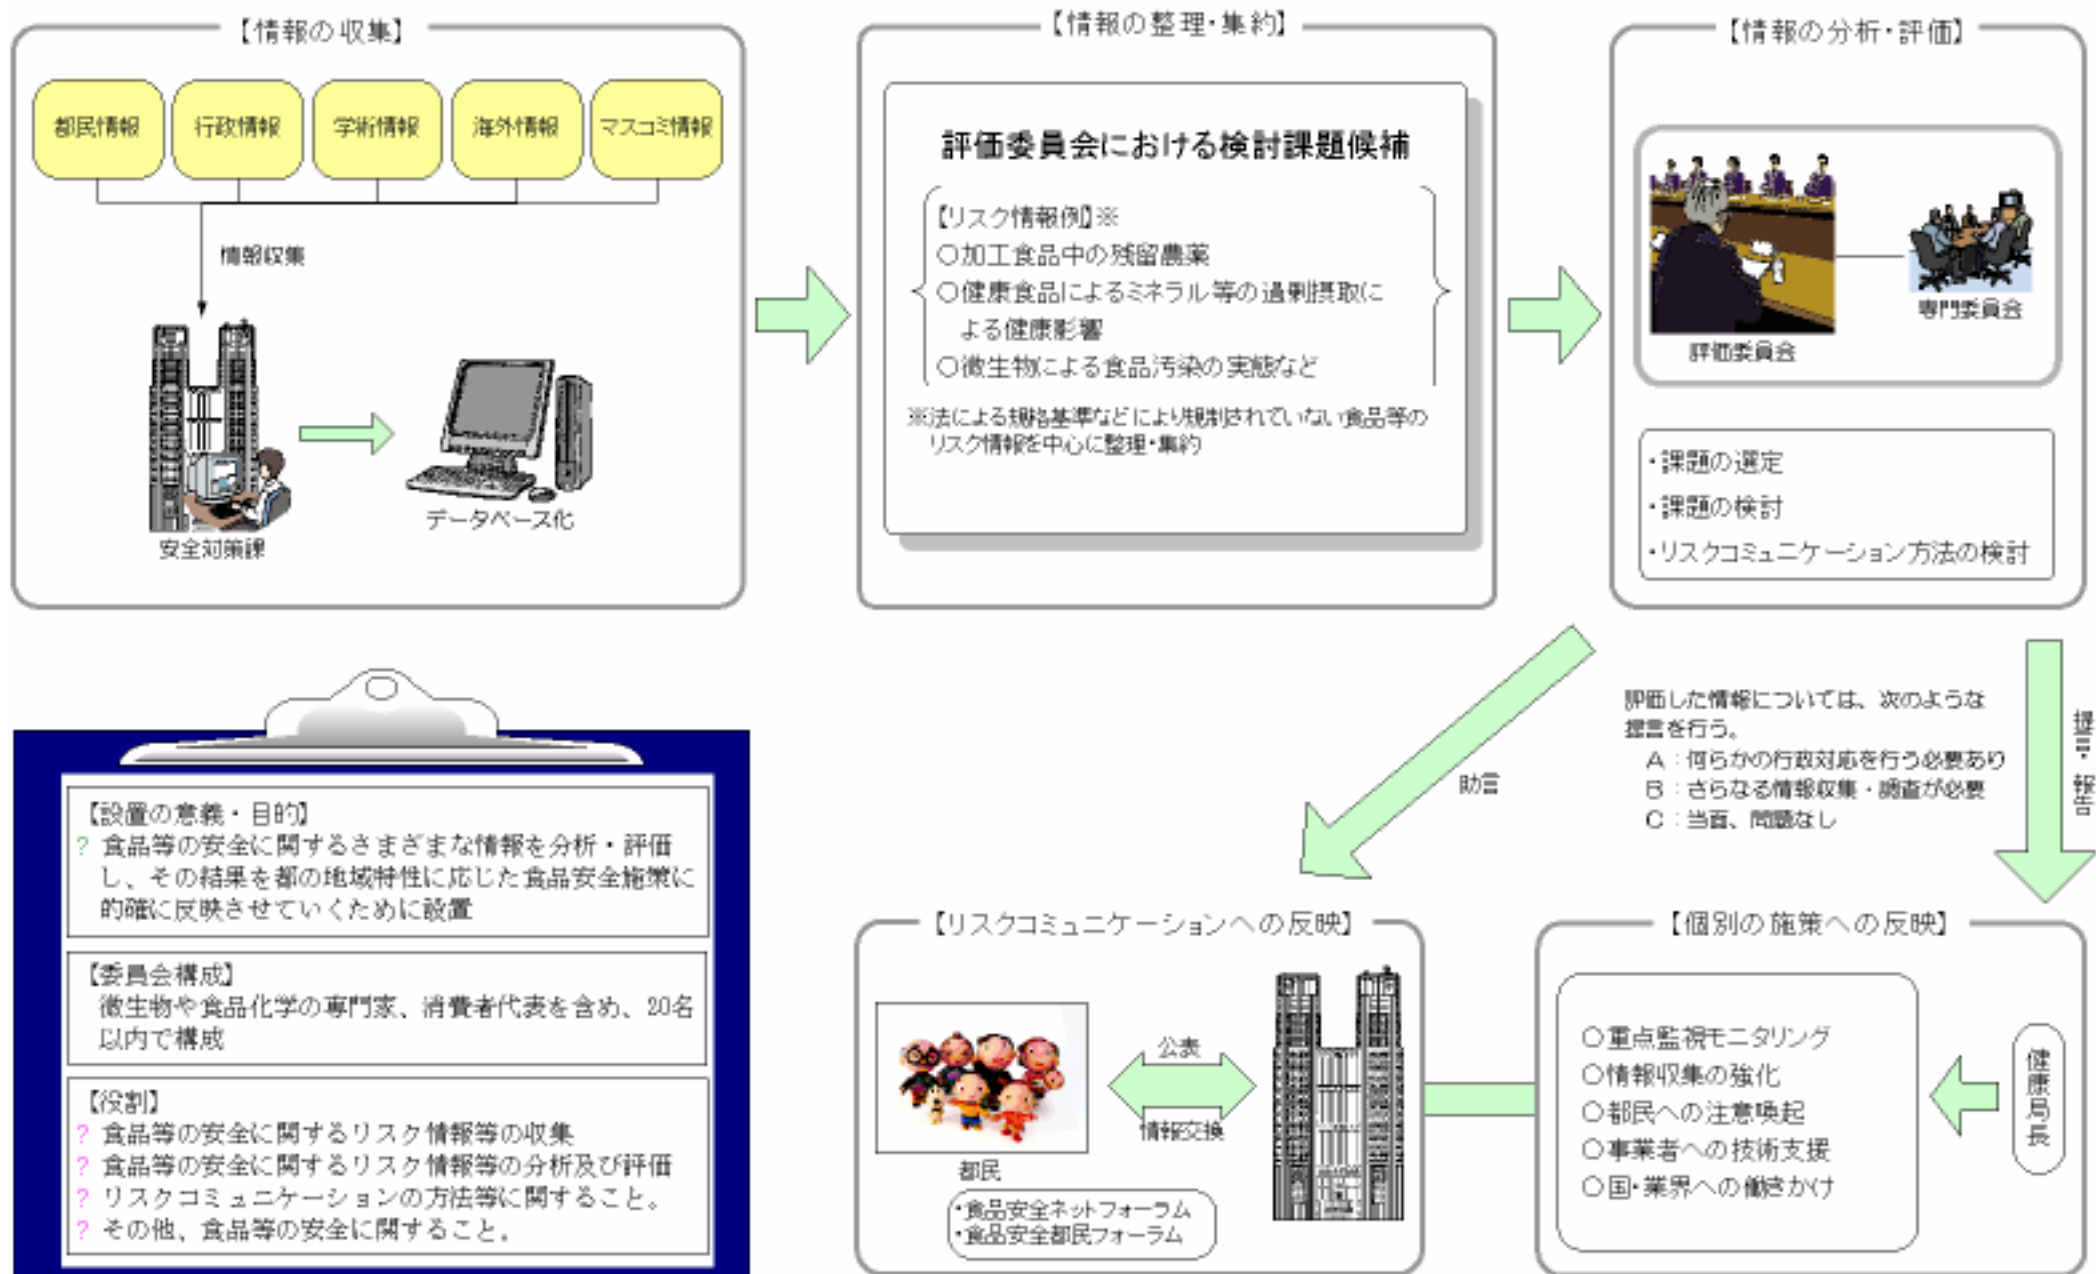 【情報の収集】
都民情報
行政情報
学術情報
海外情報
マスコミ情報
情報収集
安全対策課
データベース化
【情報の整理・集約】
評価委員会における検討課題候補
【リスク情報例】※
○加工食品中の残留農薬
○健康食品によるミネラル等の過剰摂取に
よる健康影響
○微生物による食品汚染の実態など
※法による規格基準などにより規制されていない食品等の
リスク情報を中心に整理・集約
【情報の分析・評価】
評価委員会
専門委員会
・課題の選定
・課題の検討
・リスクコミュニケーション方法の検討
助言
評価した情報については、次のような
提言を行う。
A：何らかの行政対応を行う必要あり
B：さらなる情報収集・調査が必要
C：当面、問題なし
提言・報告
【設置の意義・目的】
? 食品等の安全に関するさまざまな情報を分析・評価
し、その結果を都の地域特性に応じた食品安全施策に
的確に反映させていくために設置
【委員会構成】
微生物や食品化学の専門家、消費者代表を含め、20名
以内で構成
【役割】
? 食品等の安全に関するリスク情報等の収集
? 食品等の安全に関するリスク情報等の分析及び評価
? リスクコミュニケーションの方法等に関すること。
? その他、食品等の安全に関すること。
【リスクコミュニケーションへの反映】
公表
情報交換
都民
・食品安全ネットフォーラム
・食品安全都民フォーラム
【個別の施策への反映】
○重点監視モニタリング
○情報収集の強化
○都民への注意喚起
○事業者への技術支援
○国・業界への働きかけ
健康局長